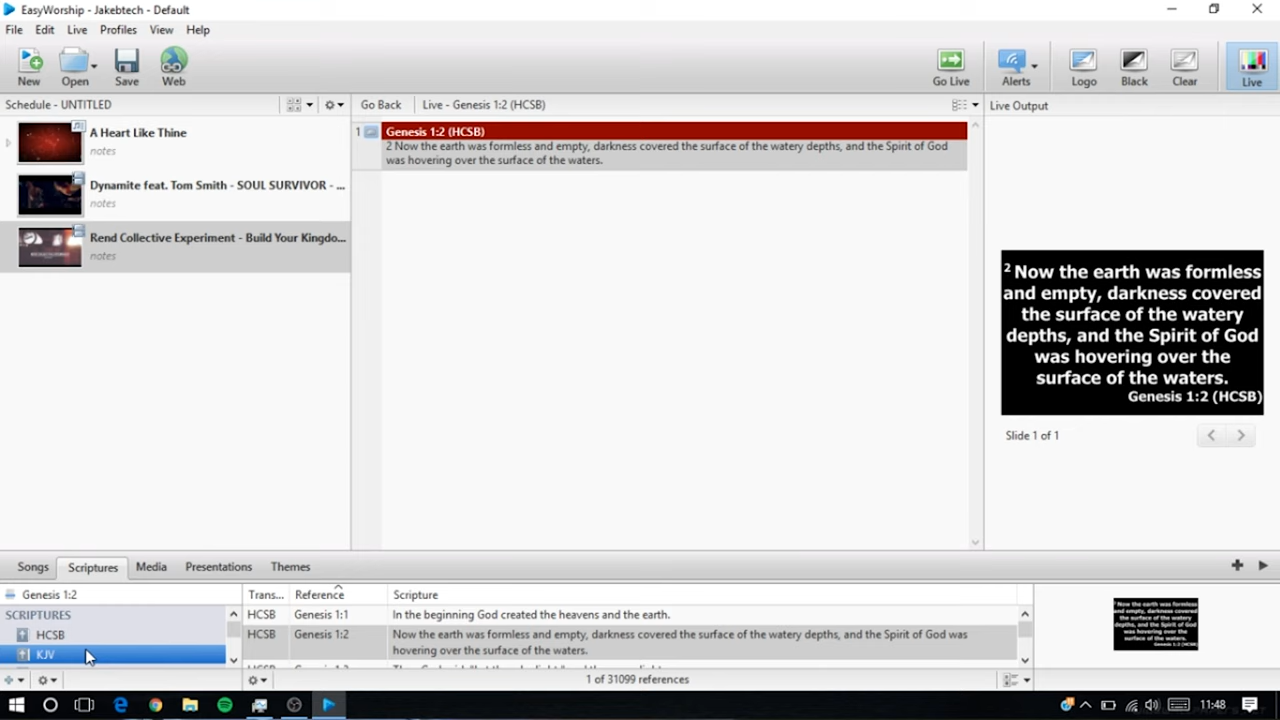 EasyWorship - Jakebtech - Default
File Edit Live Profiles View Help
New Open Save Web Go Live Alerts Logo Black Clear Live
Schedule - UNTITLED
A Heart Like Thine
notes
Dynamite feat. Tom Smith - SOUL SURVIVOR - ...
notes
Rend Collective Experiment - Build Your Kingdo...
notes
Go Back Live - Genesis 1:2 (HCSB)
1 Genesis 1:2 (HCSB)
2 Now the earth was formless and empty, darkness covered the surface of the watery depths, and the Spirit of God
was hovering over the surface of the waters.
Live Output
2 Now the earth was formless
and empty, darkness covered
the surface of the watery
depths, and the Spirit of God
was hovering over the
surface of the waters.
Genesis 1:2 (HCSB)
Slide 1 of 1
Songs Scriptures Media Presentations Themes
Genesis 1:2
SCRIPTURES
HCSB
KJV
Trans... Reference Scripture
HCSB Genesis 1:1 In the beginning God created the heavens and the earth.
HCSB Genesis 1:2 Now the earth was formless and empty, darkness covered the surface of the watery depths, and the Spirit of God was
hovering over the surface of the waters.
1 of 31099 references
11:48